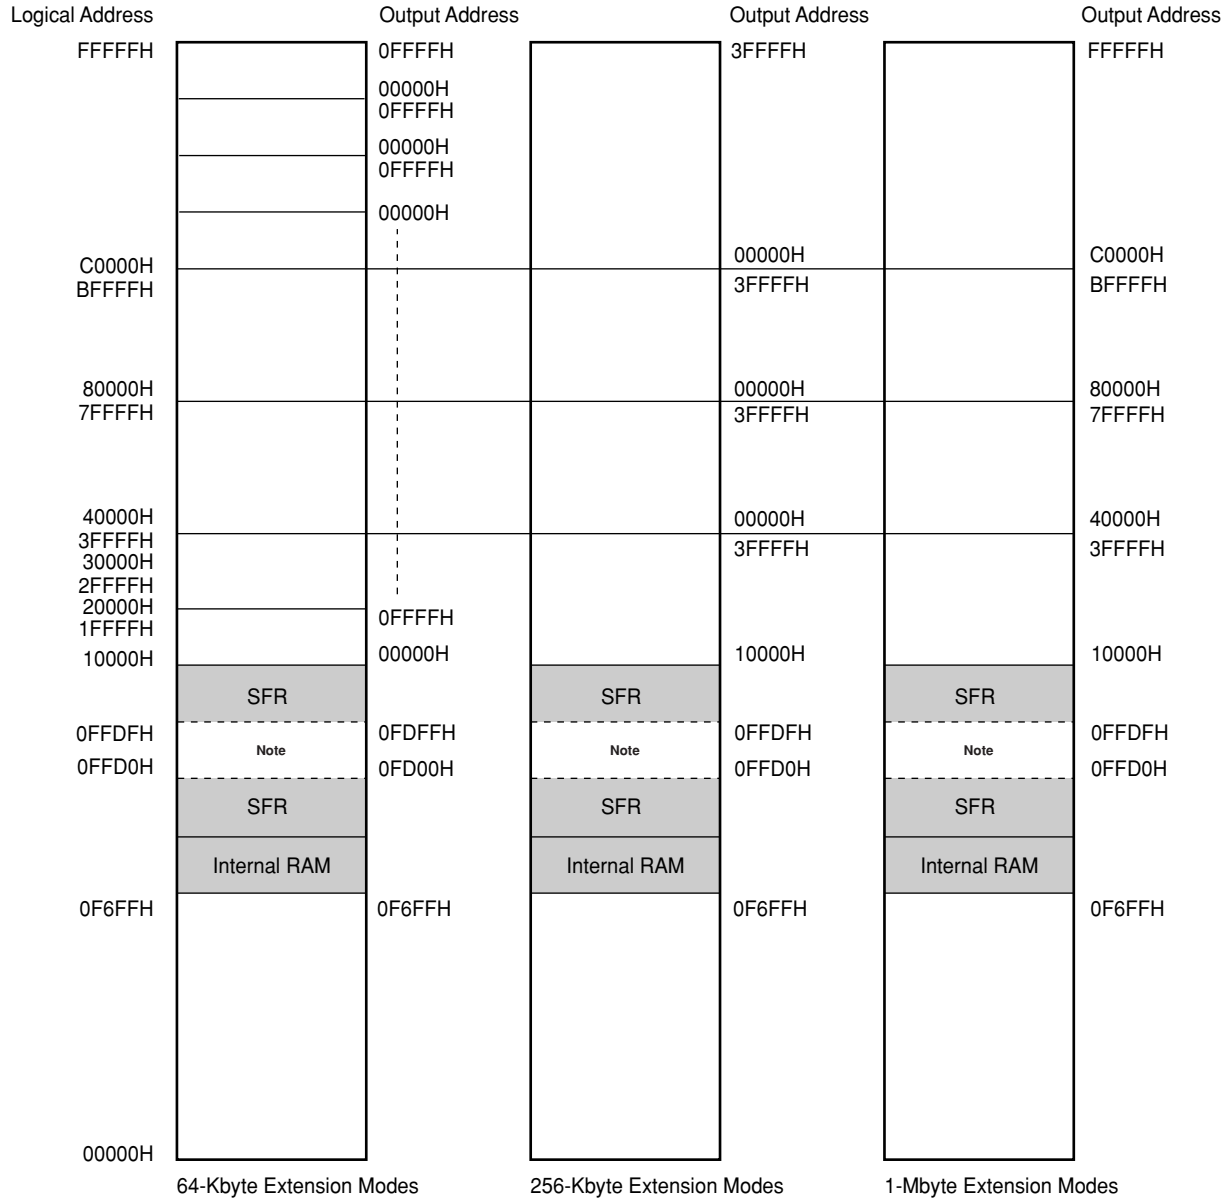 Logical Address Output Address Output Address Output Address
FFFFFH 0FFFFH 3FFFFH FFFFFH
00000H
0FFFFH
00000H
0FFFFH
00000H
00000H C0000H
C0000H
BFFFFH 3FFFFH BFFFFH
80000H 00000H 80000H
7FFFFH 3FFFFH 7FFFFH
40000H 00000H 40000H
3FFFFH 3FFFFH 3FFFFH
30000H
2FFFFH
20000H
0FFFFH
1FFFFH
10000H 00000H 10000H 10000H
SFR SFR SFR
0FFDFH 0FDFFH 0FFDFH 0FFDFH
Note Note Note
0FFD0H 0FD00H 0FFD0H 0FFD0H
SFR SFR SFR
Internal RAM Internal RAM Internal RAM
0F6FFH 0F6FFH 0F6FFH 0F6FFH
00000H
64-Kbyte Extension Modes 256-Kbyte Extension Modes 1-Mbyte Extension Modes